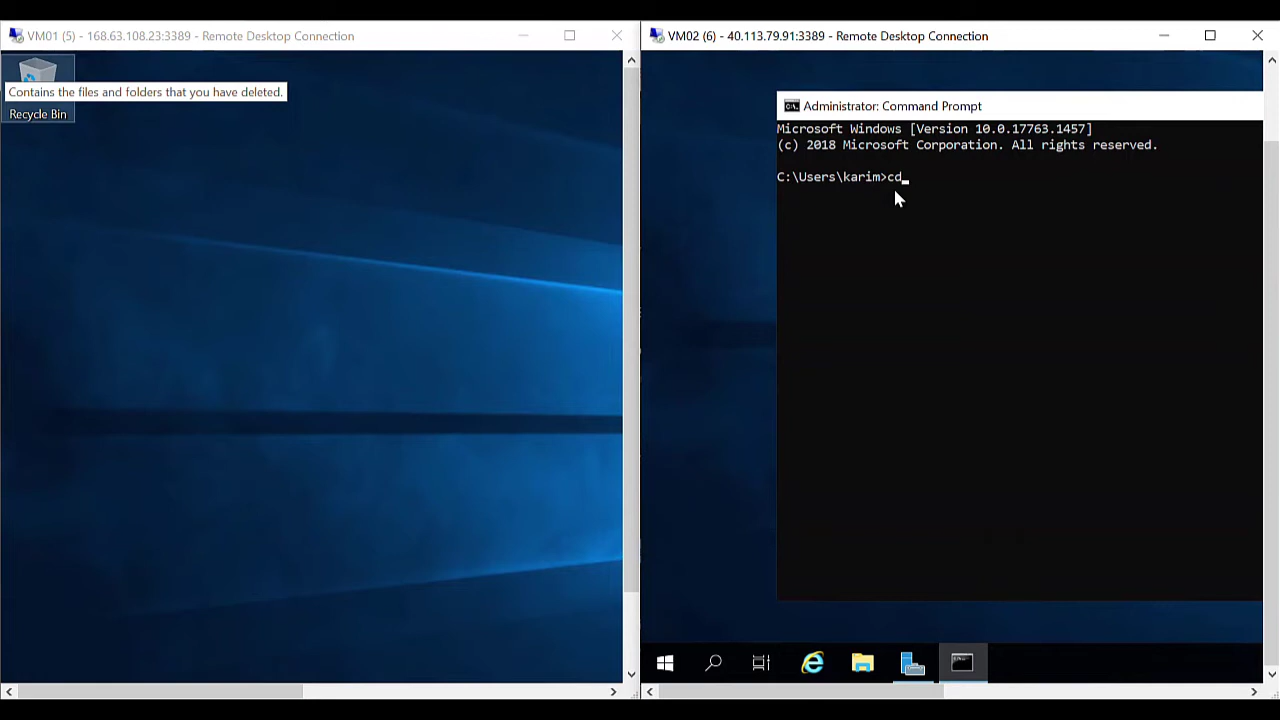 VM01 (5) - 168.63.108.23:3389 - Remote Desktop Connection
Contains the files and folders that you have deleted.
Recycle Bin
VM02 (6) - 40.113.79.91:3389 - Remote Desktop Connection
Administrator: Command Prompt
Microsoft Windows [Version 10.0.17763.1457]
(c) 2018 Microsoft Corporation. All rights reserved.
C:\Users\karim>cd_